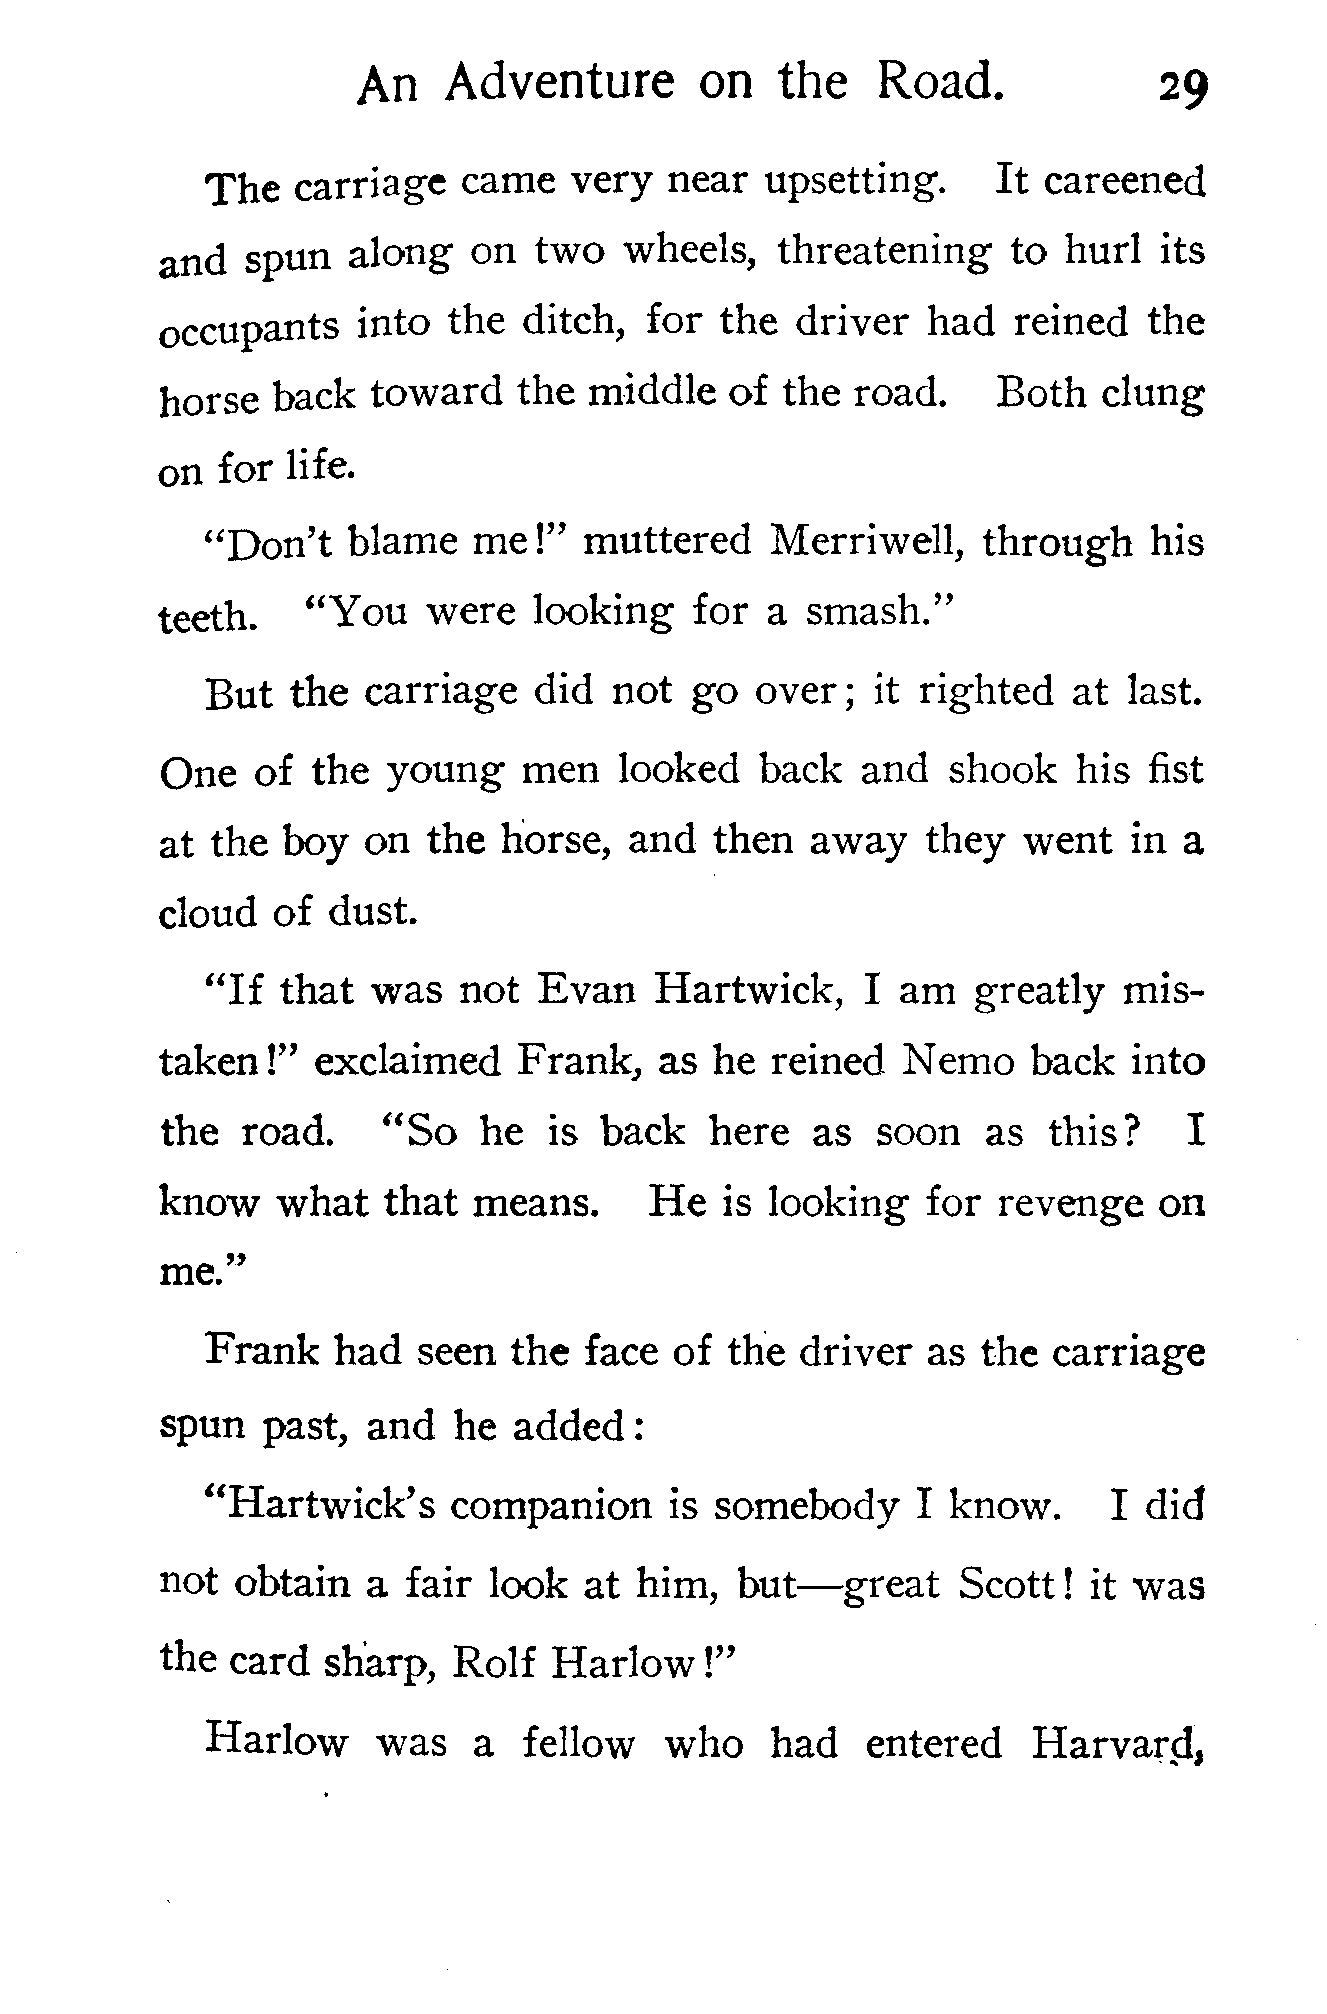 An Adventure on the Road. 29
The carriage came very near upsetting. It careened
and spun along on two wheels, threatening to hurl its
occupants into the ditch, for the driver had reined the
horse back toward the middle of the road. Both clung
on for life.
“Don’t blame me!” muttered Merriwell, through his
teeth. “You were looking for a smash.”
But the carriage did not go over; it righted at last.
One of the young men looked back and shook his fist
at the boy on the horse, and then away they went in a
cloud of dust.
“If that was not Evan Hartwick, I am greatly mis-
taken!” exclaimed Frank, as he reined Nemo back into
the road. “So he is back here as soon as this? I
know what that means. He is looking for revenge on
me.”
Frank had seen the face of the driver as the carriage
spun past, and he added:
“Hartwick’s companion is somebody I know. I did
not obtain a fair look at him, but—great Scott! it was
the card sharp, Rolf Harlow!”
Harlow was a fellow who had entered Harvard,